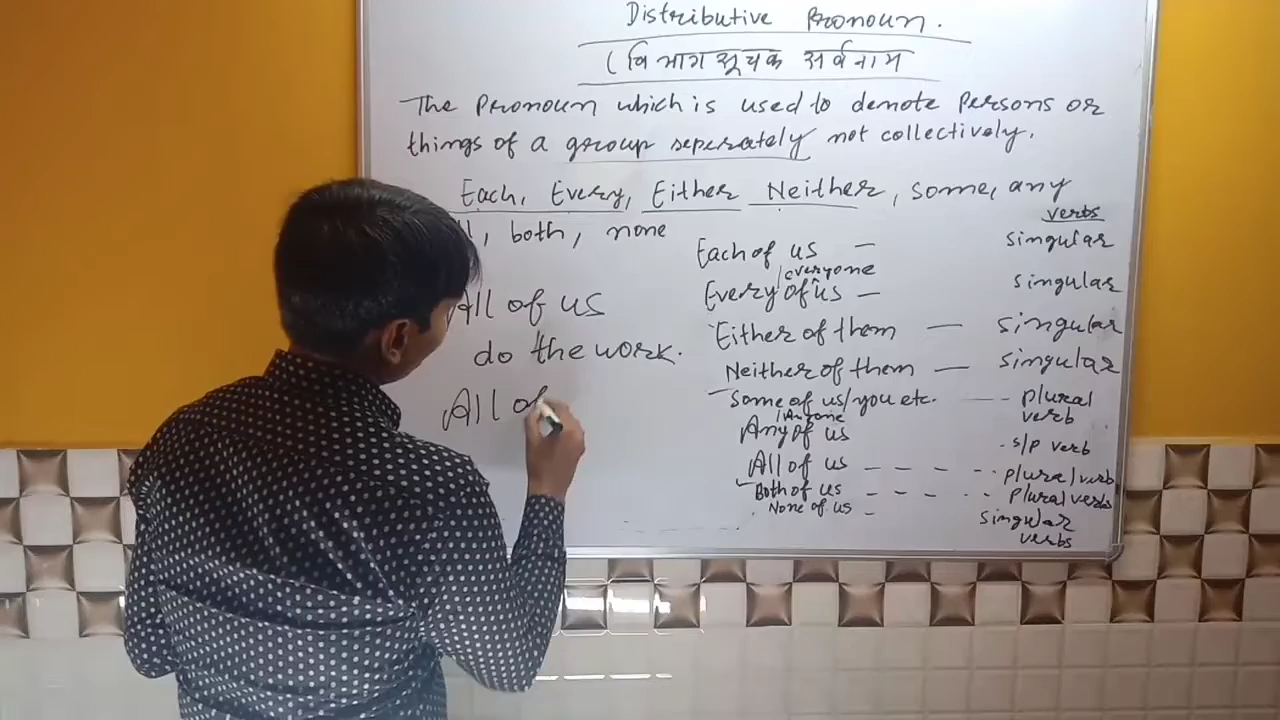 Distributive Pronoun.
( विभागसूचक सर्वनाम
The Pronoun which is used to denote persons or
things of a group seperately not collectively.
Each, Every, Either Neither, some, any
, both, none
verbs
Each of us — singular
/everyone
Every of us — singular
Either of them — singular
Neither of them — singular
Some of us/you etc. - - plural verb
Any of us - s/p verb
All of us - - - - - plural verb
Both of us - - - - - plural verbs
None of us - singular verbs
All of us
do the work.
All of